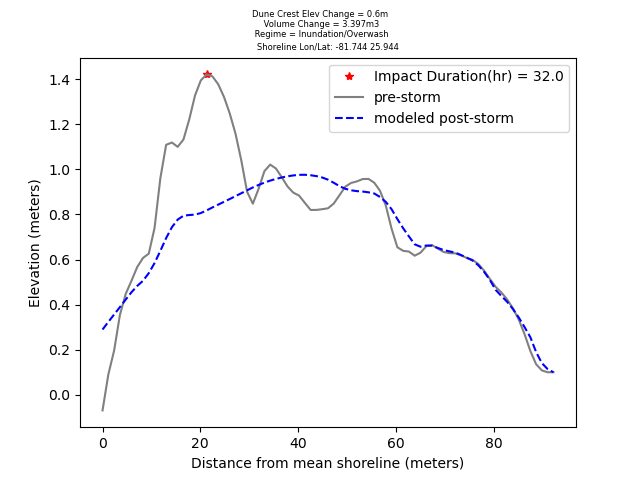 Dune Crest Elev Change = 0.6m
Volume Change = 3.397m3
Regime = Inundation/Overwash
Shoreline Lon/Lat: -81.744 25.944
Impact Duration(hr) = 32.0
pre-storm
modeled post-storm
1.4
1.2
1.0
0.8
0.6
0.4
0.2
0.0
Elevation (meters)
0 20 40 60 80
Distance from mean shoreline (meters)